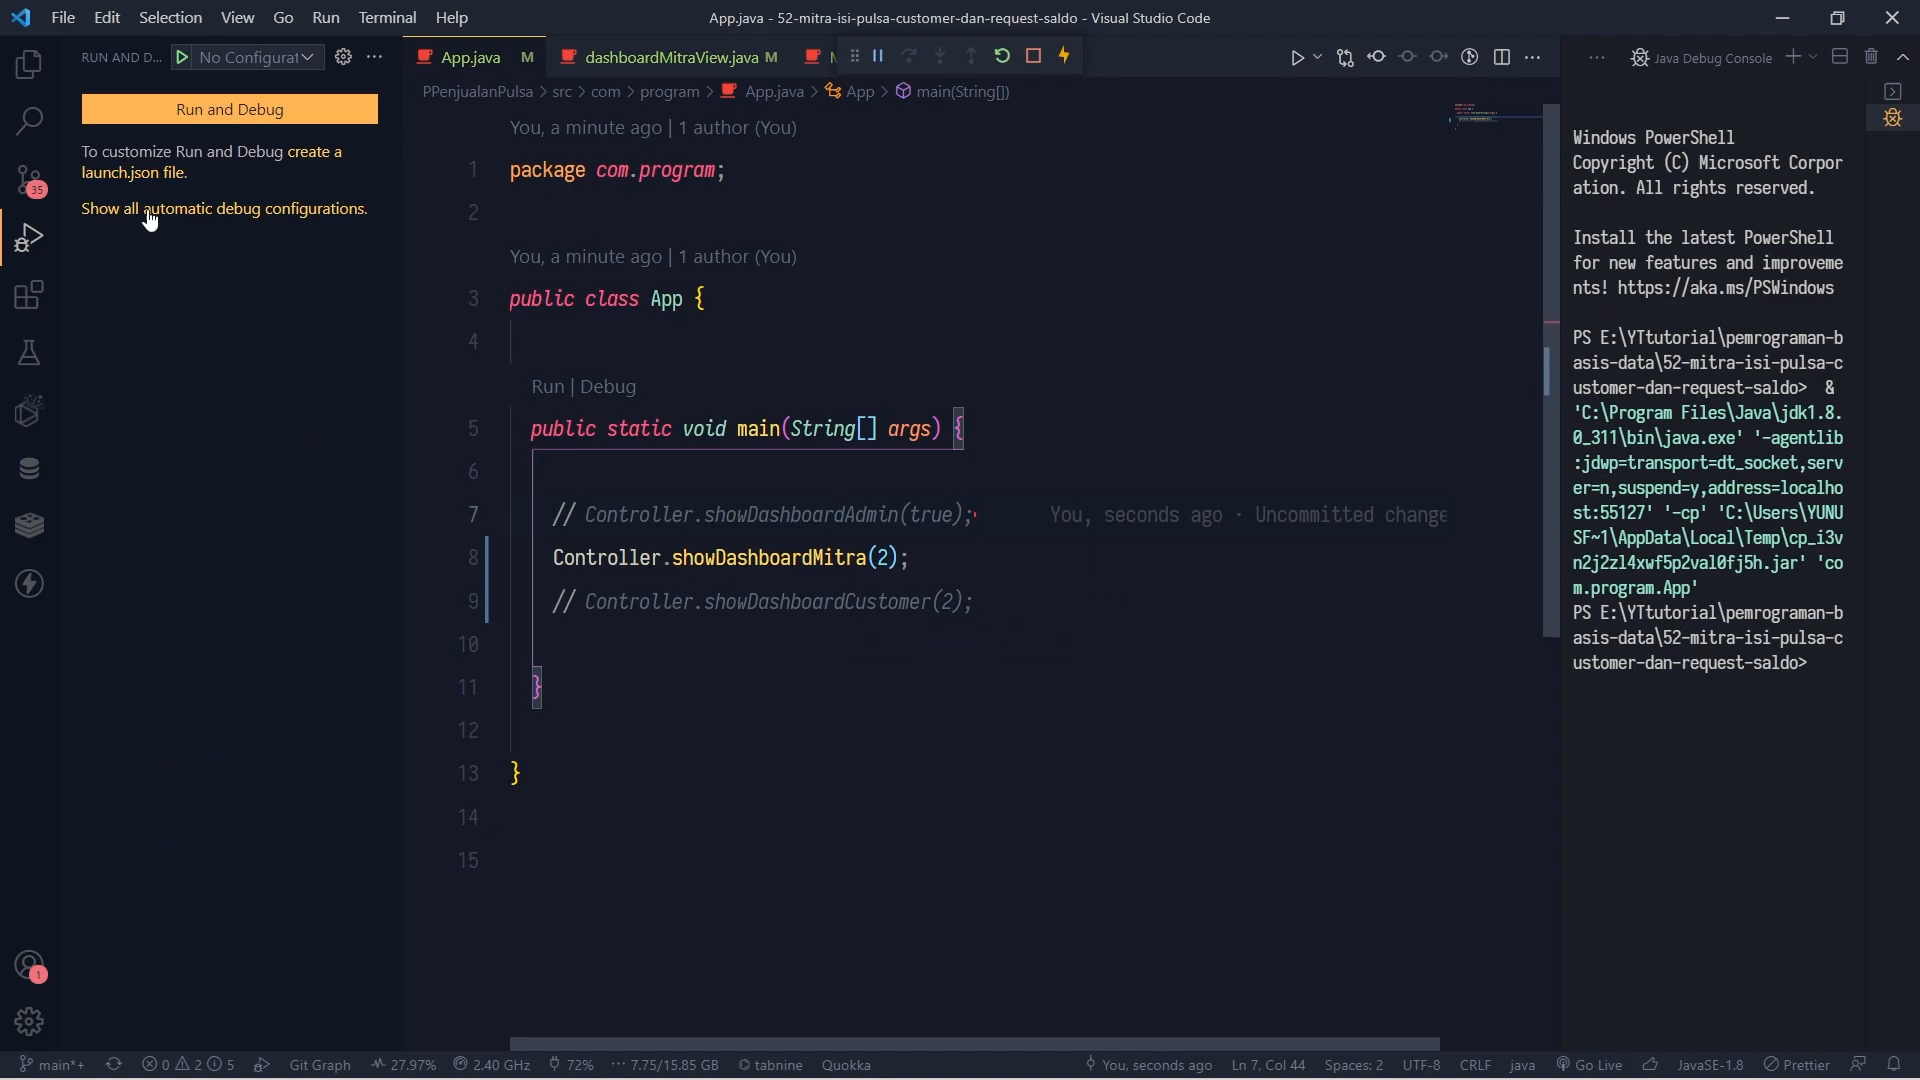 File Edit Selection View Go Run Terminal Help
App.java - 52-mitra-isi-pulsa-customer-dan-request-saldo - Visual Studio Code
RUN AND D... No Configurat
App.java M dashboardMitraView.java M
Java Debug Console
Run and Debug
To customize Run and Debug create a
launch.json file.
Show all automatic debug configurations.
35
1
PPenjualanPulsa > src > com > program > App.java > App > main(String[])
You, a minute ago | 1 author (You)
1 package com.program;
2
You, a minute ago | 1 author (You)
3 public class App {
4
Run | Debug
5 public static void main(String[] args) {
6
7 // Controller.showDashboardAdmin(true); You, seconds ago · Uncommitted change
8 Controller.showDashboardMitra(2);
9 // Controller.showDashboardCustomer(2);
10
11 }
12
13 }
14
15
Windows PowerShell
Copyright (C) Microsoft Corpor
ation. All rights reserved.
Install the latest PowerShell
for new features and improveme
nts! https://aka.ms/PSWindows
PS E:\YTtutorial\pemrograman-b
asis-data\52-mitra-isi-pulsa-c
ustomer-dan-request-saldo> &
'C:\Program Files\Java\jdk1.8.
0_311\bin\java.exe' '-agentlib
:jdwp=transport=dt_socket,serv
er=n,suspend=y,address=localho
st:55127' '-cp' 'C:\Users\YUNU
SF~1\AppData\Local\Temp\cp_i3v
n2j2zl4xwf5p2val0fj5h.jar' 'co
m.program.App'
PS E:\YTtutorial\pemrograman-b
asis-data\52-mitra-isi-pulsa-c
ustomer-dan-request-saldo>
main*+ 0 2 5 Git Graph 27.97% 2.40 GHz 72% 7.75/15.85 GB tabnine Quokka You, seconds ago Ln 7, Col 44 Spaces: 2 UTF-8 CRLF java Go Live JavaSE-1.8 Prettier